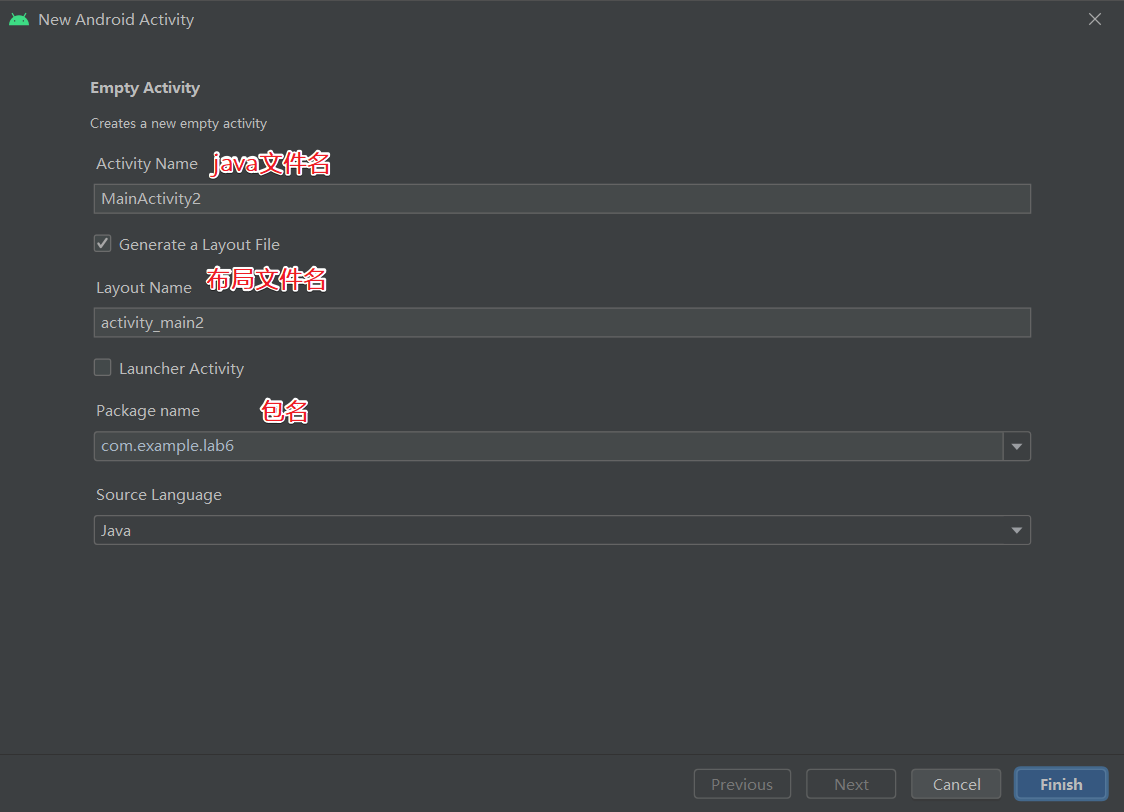 New Android Activity
Empty Activity
Creates a new empty activity
Activity Name java文件名
MainActivity2
Generate a Layout File
Layout Name 布局文件名
activity_main2
Launcher Activity
Package name 包名
com.example.lab6
Source Language
Java
Previous Next Cancel Finish